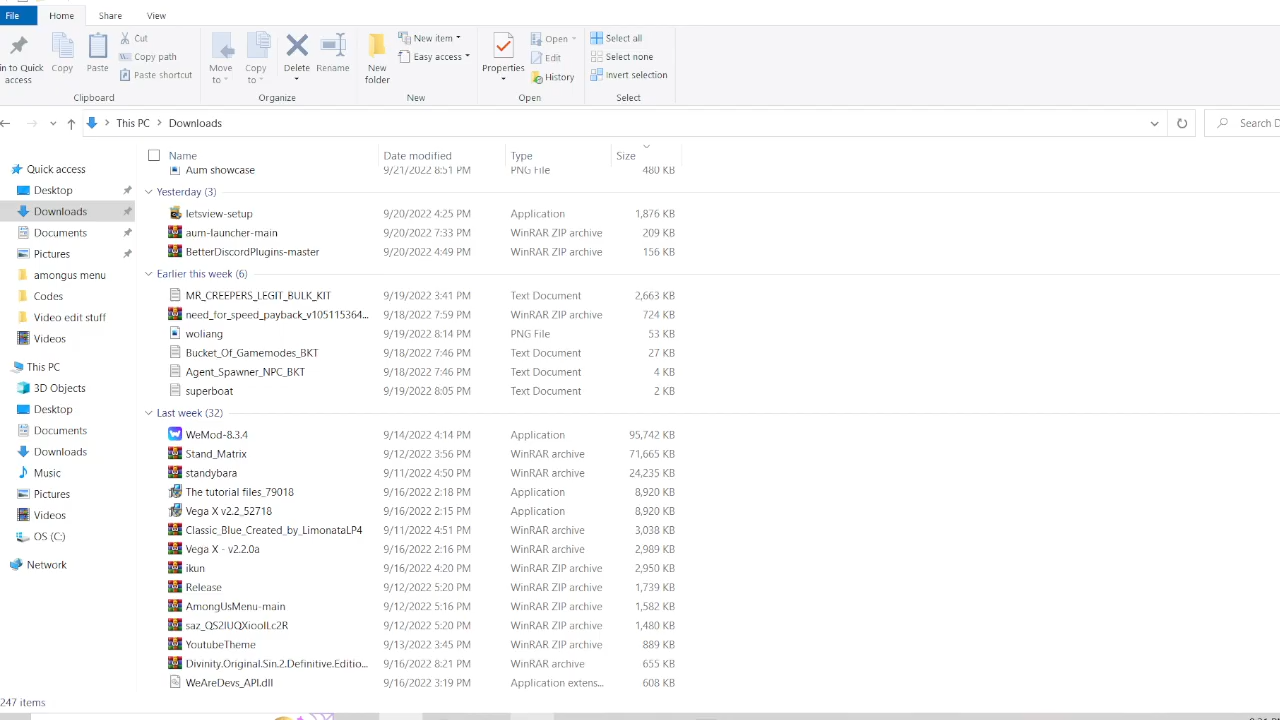 File Home Share View
Cut
Copy path
Paste shortcut
in to Quick access
Copy
Paste
Clipboard
Move to
Copy to
Delete
Rename
Organize
New folder
New item
Easy access
New
Properties
Open
Edit
History
Open
Select all
Select none
Invert selection
Select
This PC > Downloads
Search D
Quick access
Desktop
Downloads
Documents
Pictures
amongus menu
Codes
Video edit stuff
Videos
This PC
3D Objects
Desktop
Documents
Downloads
Music
Pictures
Videos
OS (C:)
Network
Name Date modified Type Size
Aum showcase 9/21/2022 8:51 PM PNG File 480 KB
Yesterday (3)
letsview-setup 9/20/2022 4:25 PM Application 1,876 KB
aum-launcher-main 9/20/2022 7:33 PM WinRAR ZIP archive 209 KB
BetterDiscordPlugins-master 9/20/2022 4:49 PM WinRAR ZIP archive 156 KB
Earlier this week (6)
MR_CREEPERS_LEGIT_BULK_KIT 9/19/2022 3:41 PM Text Document 2,663 KB
need_for_speed_payback_v105115364... 9/18/2022 7:59 PM WinRAR ZIP archive 724 KB
woliang 9/19/2022 8:14 PM PNG File 53 KB
Bucket_Of_Gamemodes_BKT 9/18/2022 7:46 PM Text Document 27 KB
Agent_Spawner_NPC_BKT 9/18/2022 7:46 PM Text Document 4 KB
superboat 9/19/2022 8:05 PM Text Document 2 KB
Last week (32)
WeMod-8.3.4 9/14/2022 4:14 PM Application 95,742 KB
Stand_Matrix 9/12/2022 3:56 PM WinRAR archive 71,665 KB
standybara 9/11/2022 4:50 PM WinRAR archive 24,235 KB
The tutorial files_79018 9/16/2022 2:18 PM Application 8,920 KB
Vega X v2.2_52718 9/16/2022 2:15 PM Application 8,920 KB
Classic_Blue_Created_by_LimonataLP4 9/11/2022 4:51 PM WinRAR archive 3,038 KB
Vega X - v2.2.0a 9/16/2022 2:16 PM WinRAR archive 2,989 KB
ikun 9/16/2022 4:20 PM WinRAR ZIP archive 2,950 KB
Release 9/12/2022 5:20 PM WinRAR ZIP archive 1,739 KB
AmongUsMenu-main 9/12/2022 5:16 PM WinRAR ZIP archive 1,582 KB
9/12/2022 5:20 PM WinRAR ZIP archive 1,480 KB
YoutubeTheme 9/13/2022 3:45 PM WinRAR ZIP archive 889 KB
Divinity.Original.Sin.2.Definitive.Editio... 9/16/2022 8:21 PM WinRAR archive 655 KB
WeAreDevs_API.dll 9/16/2022 3:19 PM Application extens... 608 KB
247 items